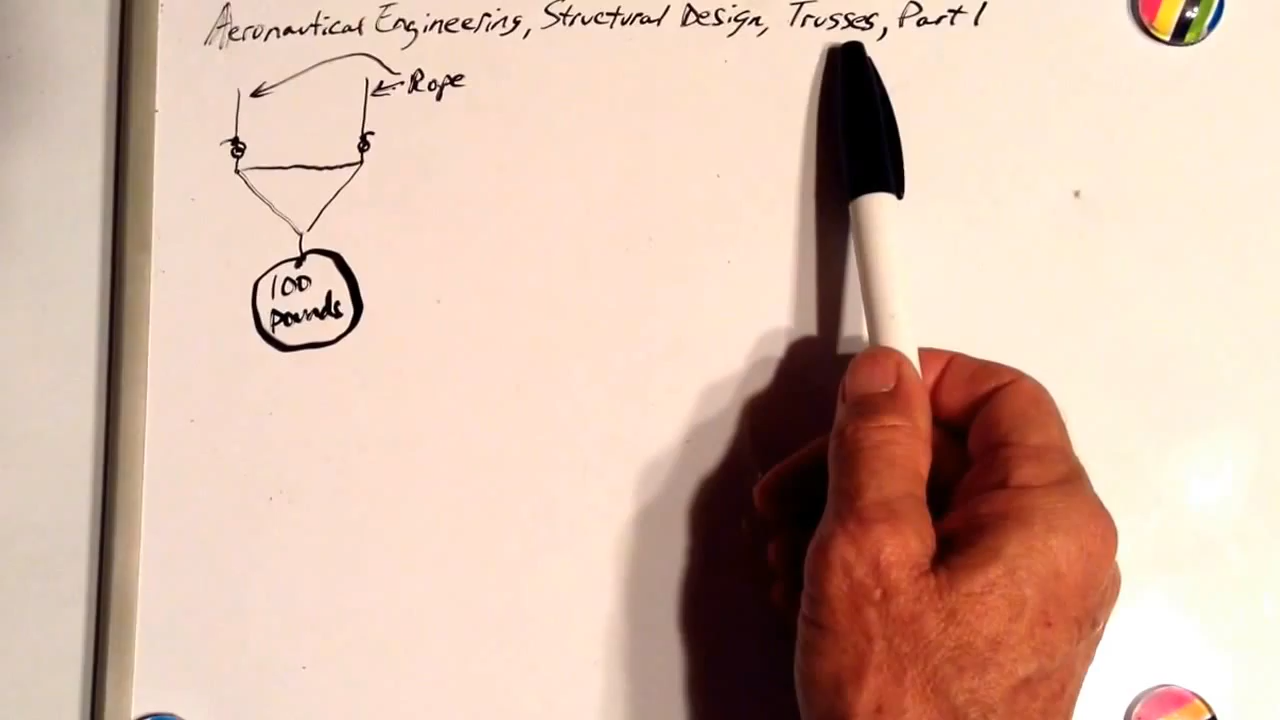 Aeronautical Engineering, Structural Design, Trusses, Part 1
Rope
100
pounds